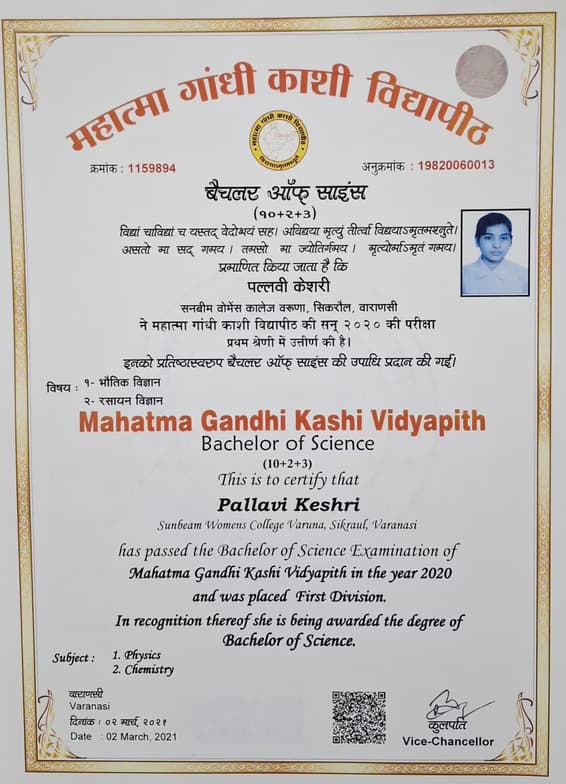 महात्मा गांधी काशी विद्यापीठ
क्रमांक : 1159894
अनुक्रमांक : 19820060013
बैचलर ऑफ् साइंस
(१०+२+३)
विद्यां चाविद्यां च यस्तद् वेदोभयं सह। अविद्यया मृत्युं तीर्त्वा विद्ययाऽमृतमश्नुते।
असतो मा सद् गमय । तमसो मा ज्योतिर्गमय । मृत्योर्माऽमृतं गमय।
प्रमाणित किया जाता है कि
पल्लवी केशरी
सनबीम वोमेंस कालेज वरूणा, सिकरौल, वाराणसी
ने महात्मा गांधी काशी विद्यापीठ की सन् २०२० की परीक्षा
प्रथम श्रेणी में उत्तीर्ण की है।
इनको प्रतिष्ठास्वरुप बैचलर ऑफ् साइंस की उपाधि प्रदान की गई।
विषय : १- भौतिक विज्ञान
२- रसायन विज्ञान
Mahatma Gandhi Kashi Vidyapith
Bachelor of Science
(10+2+3)
This is to certify that
Pallavi Keshri
Sunbeam Womens College Varuna, Sikraul, Varanasi
has passed the Bachelor of Science Examination of
Mahatma Gandhi Kashi Vidyapith in the year 2020
and was placed First Division.
In recognition thereof she is being awarded the degree of
Bachelor of Science.
Subject : 1. Physics
2. Chemistry
वाराणसी
Varanasi
दिनांक : ०२ मार्च, २०२१
Date : 02 March, 2021
कुलपति
Vice-Chancellor